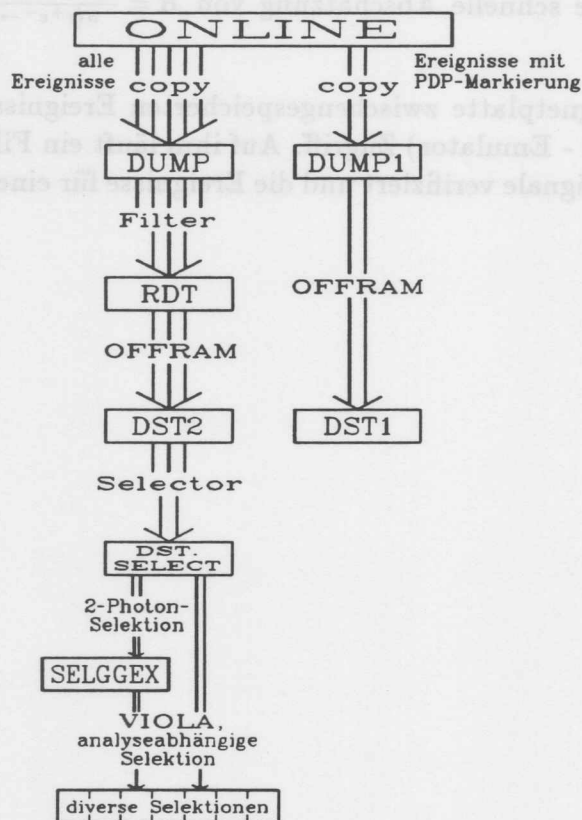 ONLINE
alle
Ereignisse
copy
copy
Ereignisse mit
PDP-Markierung
DUMP
DUMP1
Filter
RDT
OFFRAM
OFFRAM
DST2
DST1
Selector
DST.
SELECT
2-Photon-
Selektion
SELGGEX
VIOLA,
analyseabhängige
Selektion
diverse Selektionen